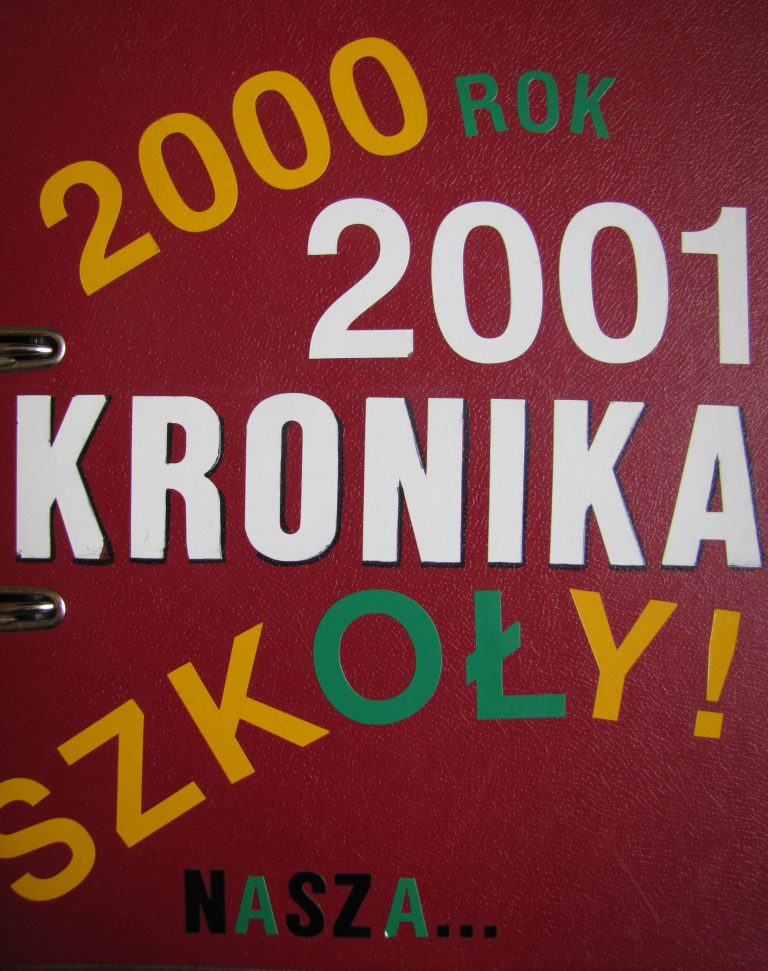 2000 ROK
2001
KRONIKA
SZKOŁY!
NASZA...